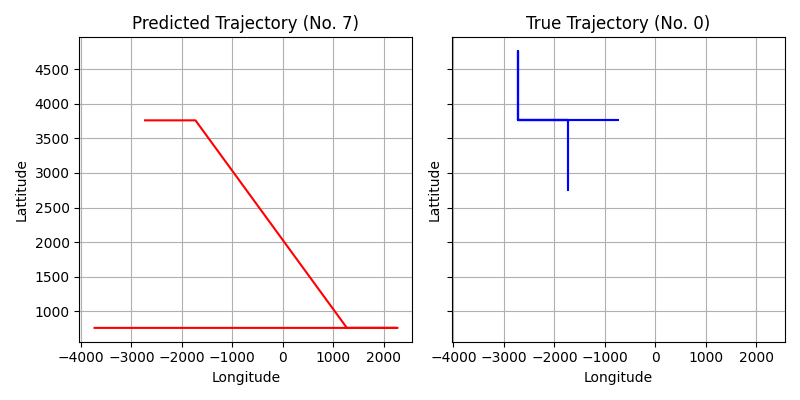 Predicted Trajectory (No. 7)
True Trajectory (No. 0)
Lattitude
4500
4000
3500
3000
2500
2000
1500
1000
−4000 −3000 −2000 −1000 0 1000 2000
Longitude
Lattitude
−4000 −3000 −2000 −1000 0 1000 2000
Longitude